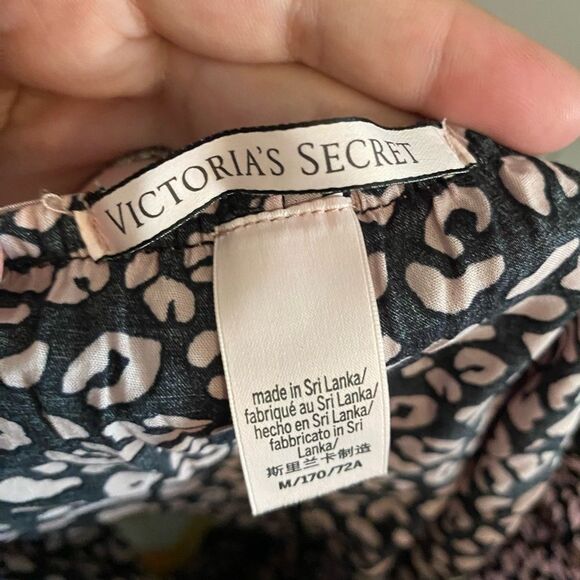 VICTORIA'S SECRET
made in Sri Lanka/
fabriqué au Sri Lanka/
hecho en Sri Lanka/
fabbricato in Sri
Lanka/
斯里兰卡制造
M/170/72A